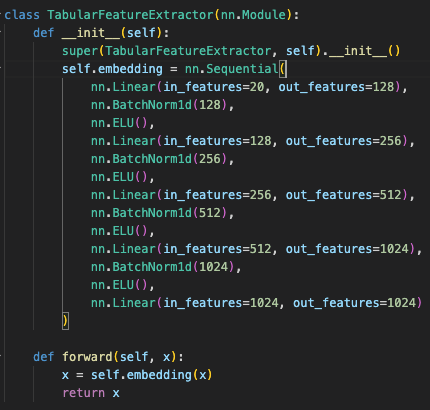 class TabularFeatureExtractor(nn.Module):
    def __init__(self):
        super(TabularFeatureExtractor, self).__init__()
        self.embedding = nn.Sequential(
            nn.Linear(in_features=20, out_features=128),
            nn.BatchNorm1d(128),
            nn.ELU(),
            nn.Linear(in_features=128, out_features=256),
            nn.BatchNorm1d(256),
            nn.ELU(),
            nn.Linear(in_features=256, out_features=512),
            nn.BatchNorm1d(512),
            nn.ELU(),
            nn.Linear(in_features=512, out_features=1024),
            nn.BatchNorm1d(1024),
            nn.ELU(),
            nn.Linear(in_features=1024, out_features=1024)
        )

    def forward(self, x):
        x = self.embedding(x)
        return x